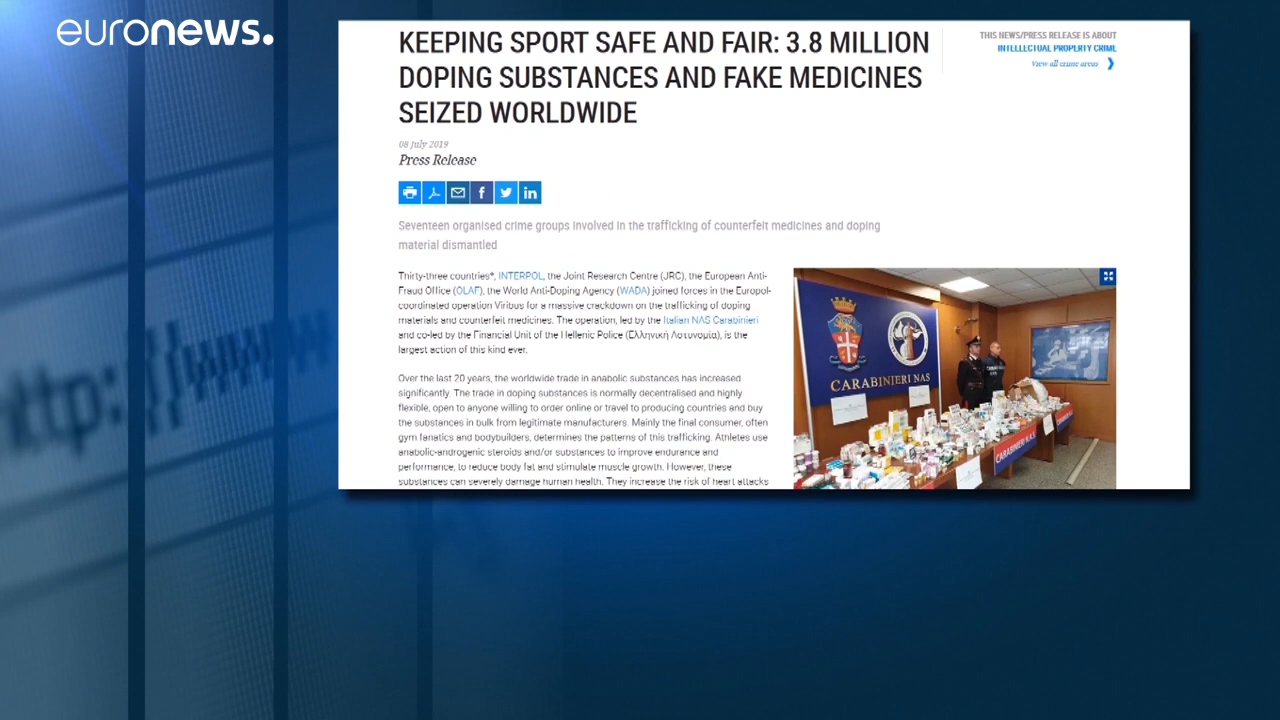 euronews.
KEEPING SPORT SAFE AND FAIR: 3.8 MILLION
DOPING SUBSTANCES AND FAKE MEDICINES
SEIZED WORLDWIDE
THIS NEWS/PRESS RELEASE IS ABOUT
INTELLECTUAL PROPERTY CRIME
View all crime areas
08 July 2019
Press Release
Seventeen organised crime groups involved in the trafficking of counterfeit medicines and doping
material dismantled
Thirty-three countries*, INTERPOL, the Joint Research Centre (JRC), the European Anti-
Fraud Office (OLAF), the World Anti-Doping Agency (WADA) joined forces in the Europol-
coordinated operation Viribus for a massive crackdown on the trafficking of doping
materials and counterfeit medicines. The operation, led by the Italian NAS Carabinieri
and co-led by the Financial Unit of the Hellenic Police (Ελληνική Αστυνομία), is the
largest action of this kind ever.
Over the last 20 years, the worldwide trade in anabolic substances has increased
significantly. The trade in doping substances is normally decentralised and highly
flexible, open to anyone willing to order online or travel to producing countries and buy
the substances in bulk from legitimate manufacturers. Mainly the final consumer, often
gym fanatics and bodybuilders, determines the patterns of this trafficking. Athletes use
anabolic-androgenic steroids and/or substances to improve endurance and
performance, to reduce body fat and stimulate muscle growth. However, these
substances can severely damage human health. They increase the risk of heart attacks
CARABINIERI NAS
CARABINIERI N.A.S.
http://www